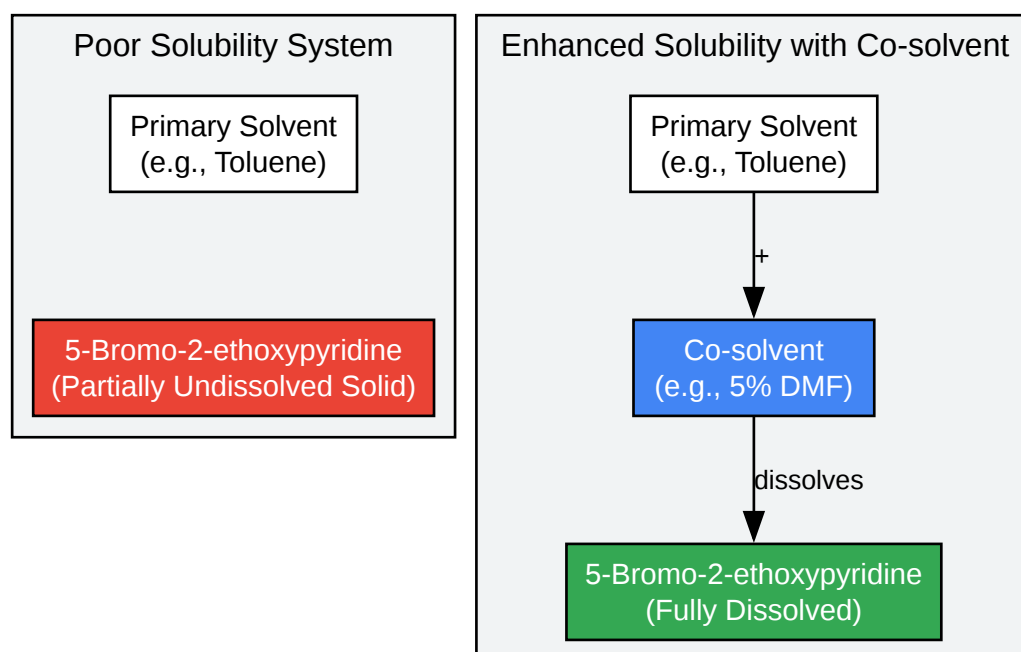 Poor Solubility System
Primary Solvent
(e.g., Toluene)
5-Bromo-2-ethoxypyridine
(Partially Undissolved Solid)
Enhanced Solubility with Co-solvent
Primary Solvent
(e.g., Toluene)
+
Co-solvent
(e.g., 5% DMF)
dissolves
5-Bromo-2-ethoxypyridine
(Fully Dissolved)